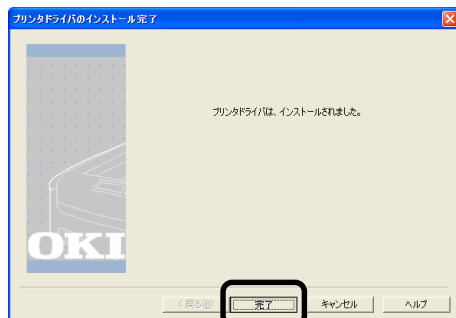 プリンタドライバのインストール完了
プリンタドライバは、インストールされました。
OKI
< 戻る(B)
完了
キャンセル
ヘルプ